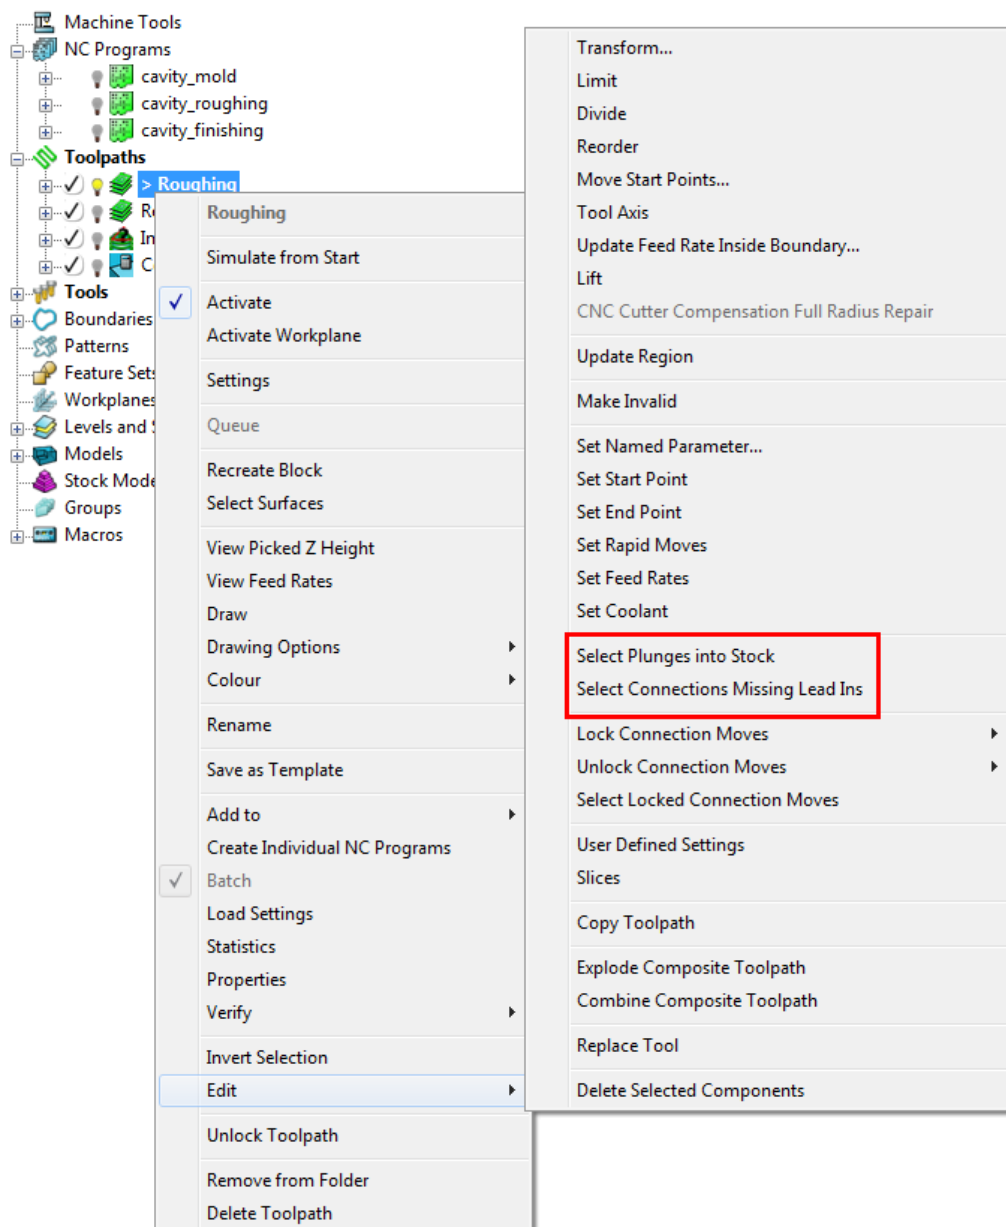 Machine Tools
NC Programs
cavity_mold
cavity_roughing
cavity_finishing
Toolpaths
> Roughing
R
In
C
Tools
Boundaries
Patterns
Feature Sets
Workplanes
Levels and
Models
Stock Mode
Groups
Macros
Roughing
Simulate from Start
Activate
Activate Workplane
Settings
Queue
Recreate Block
Select Surfaces
View Picked Z Height
View Feed Rates
Draw
Drawing Options
Colour
Rename
Save as Template
Add to
Create Individual NC Programs
Batch
Load Settings
Statistics
Properties
Verify
Invert Selection
Edit
Unlock Toolpath
Remove from Folder
Delete Toolpath
Transform...
Limit
Divide
Reorder
Move Start Points...
Tool Axis
Update Feed Rate Inside Boundary...
Lift
CNC Cutter Compensation Full Radius Repair
Update Region
Make Invalid
Set Named Parameter...
Set Start Point
Set End Point
Set Rapid Moves
Set Feed Rates
Set Coolant
Select Plunges into Stock
Select Connections Missing Lead Ins
Lock Connection Moves
Unlock Connection Moves
Select Locked Connection Moves
User Defined Settings
Slices
Copy Toolpath
Explode Composite Toolpath
Combine Composite Toolpath
Replace Tool
Delete Selected Components